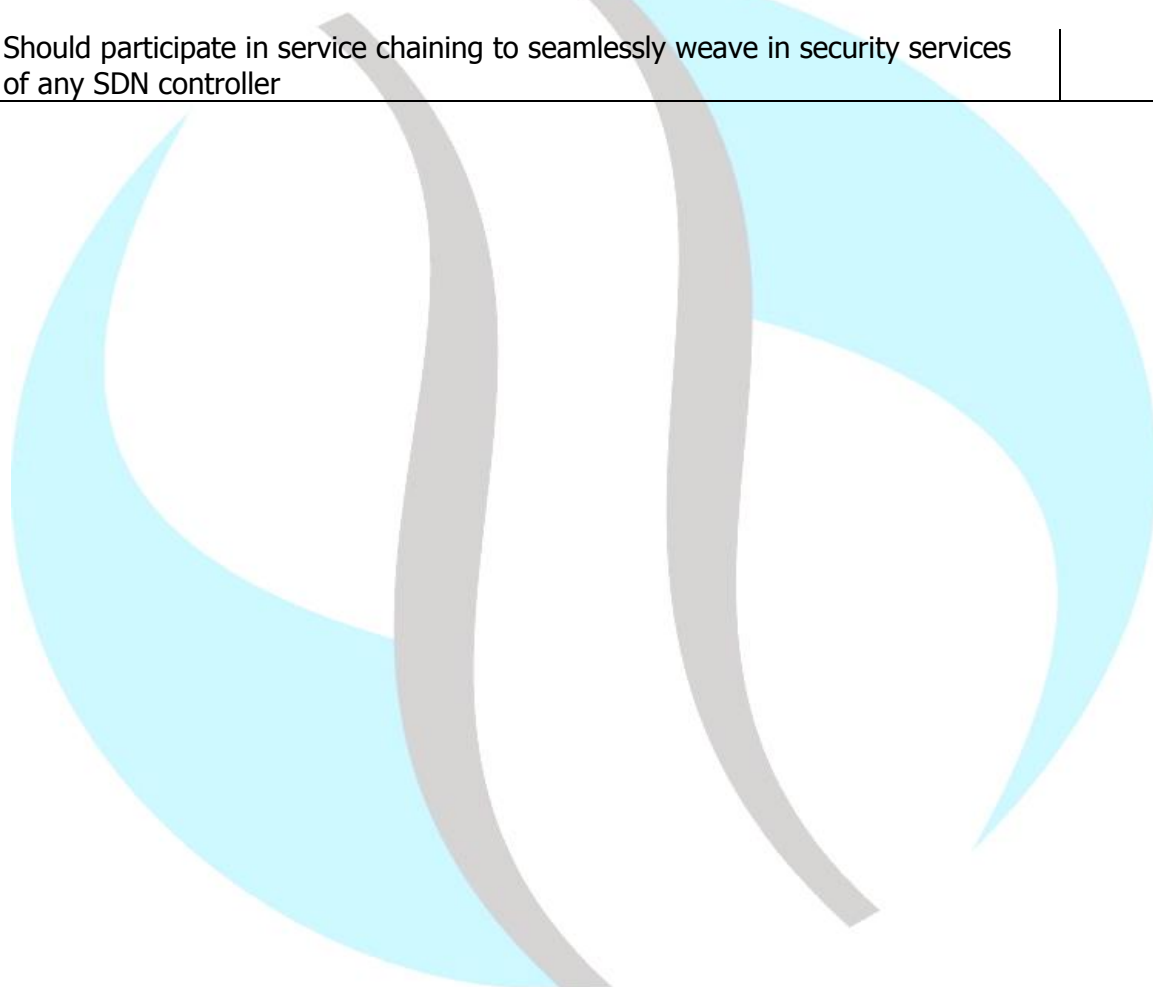 Should participate in service chaining to seamlessly weave in security services
of any SDN controller